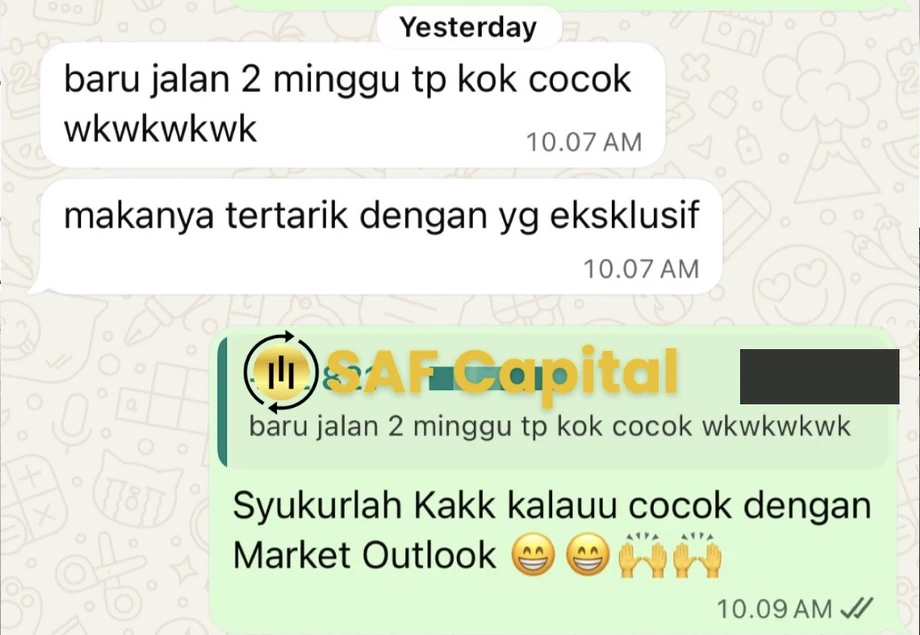 Yesterday
baru jalan 2 minggu tp kok cocok
wkwkwkwk
10.07 AM
makanya tertarik dengan yg eksklusif
10.07 AM
SAF Capital
baru jalan 2 minggu tp kok cocok wkwkwkwk
Syukurlah Kakk kalauu cocok dengan
Market Outlook 😁😁🙌🙌
10.09 AM